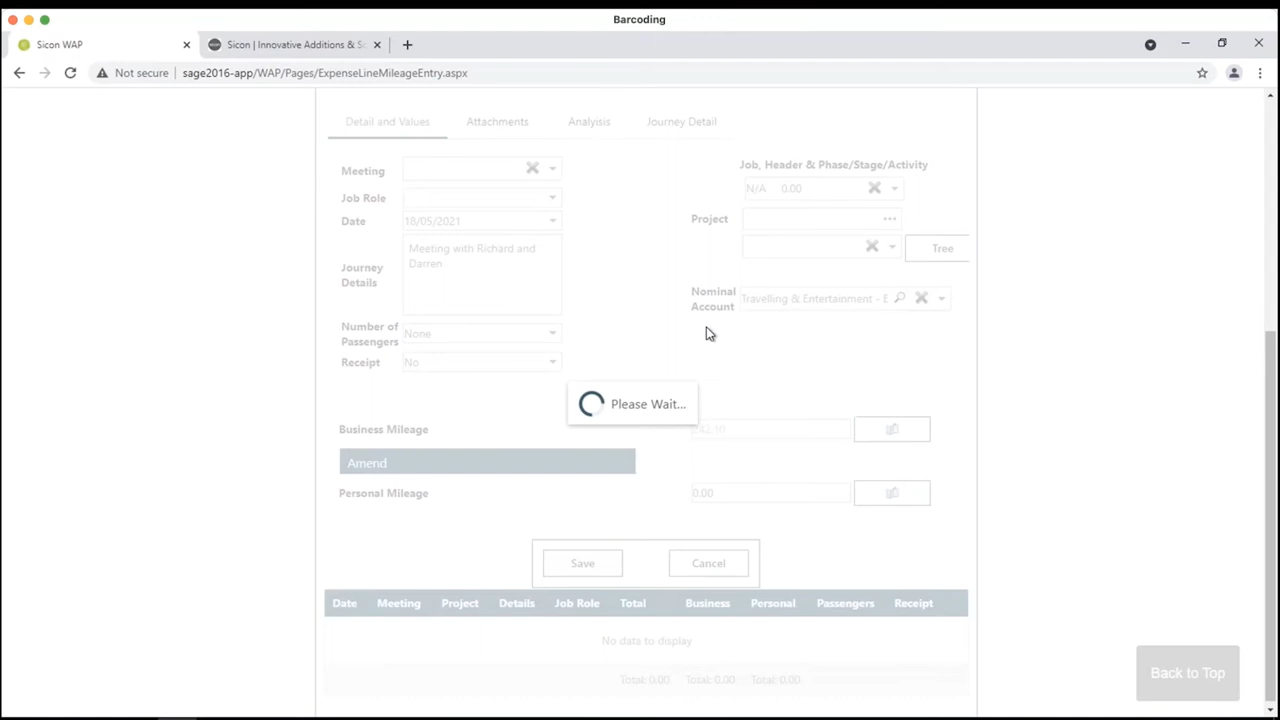 Barcoding
Sicon WAP
Sicon | Innovative Additions & S
Not secure
sage2016-app/WAP/Pages/ExpenseLineMileageEntry.aspx
Detail and Values
Attachments
Analyisis
Journey Detail
Meeting
Job Role
Date
18/05/2021
Journey
Details
Meeting with Richard and
Darren
Number of
Passengers
None
Receipt
No
Job, Header & Phase/Stage/Activity
N/A 0.00
Project
Tree
Nominal
Account
Travelling & Entertainment - E
Please Wait...
Business Mileage
242.10
Amend
Personal Mileage
0.00
Save
Cancel
Date Meeting Project Details Job Role Total Business Personal Passengers Receipt
No data to display
Total: 0.00 Total: 0.00 Total: 0.00
Back to Top